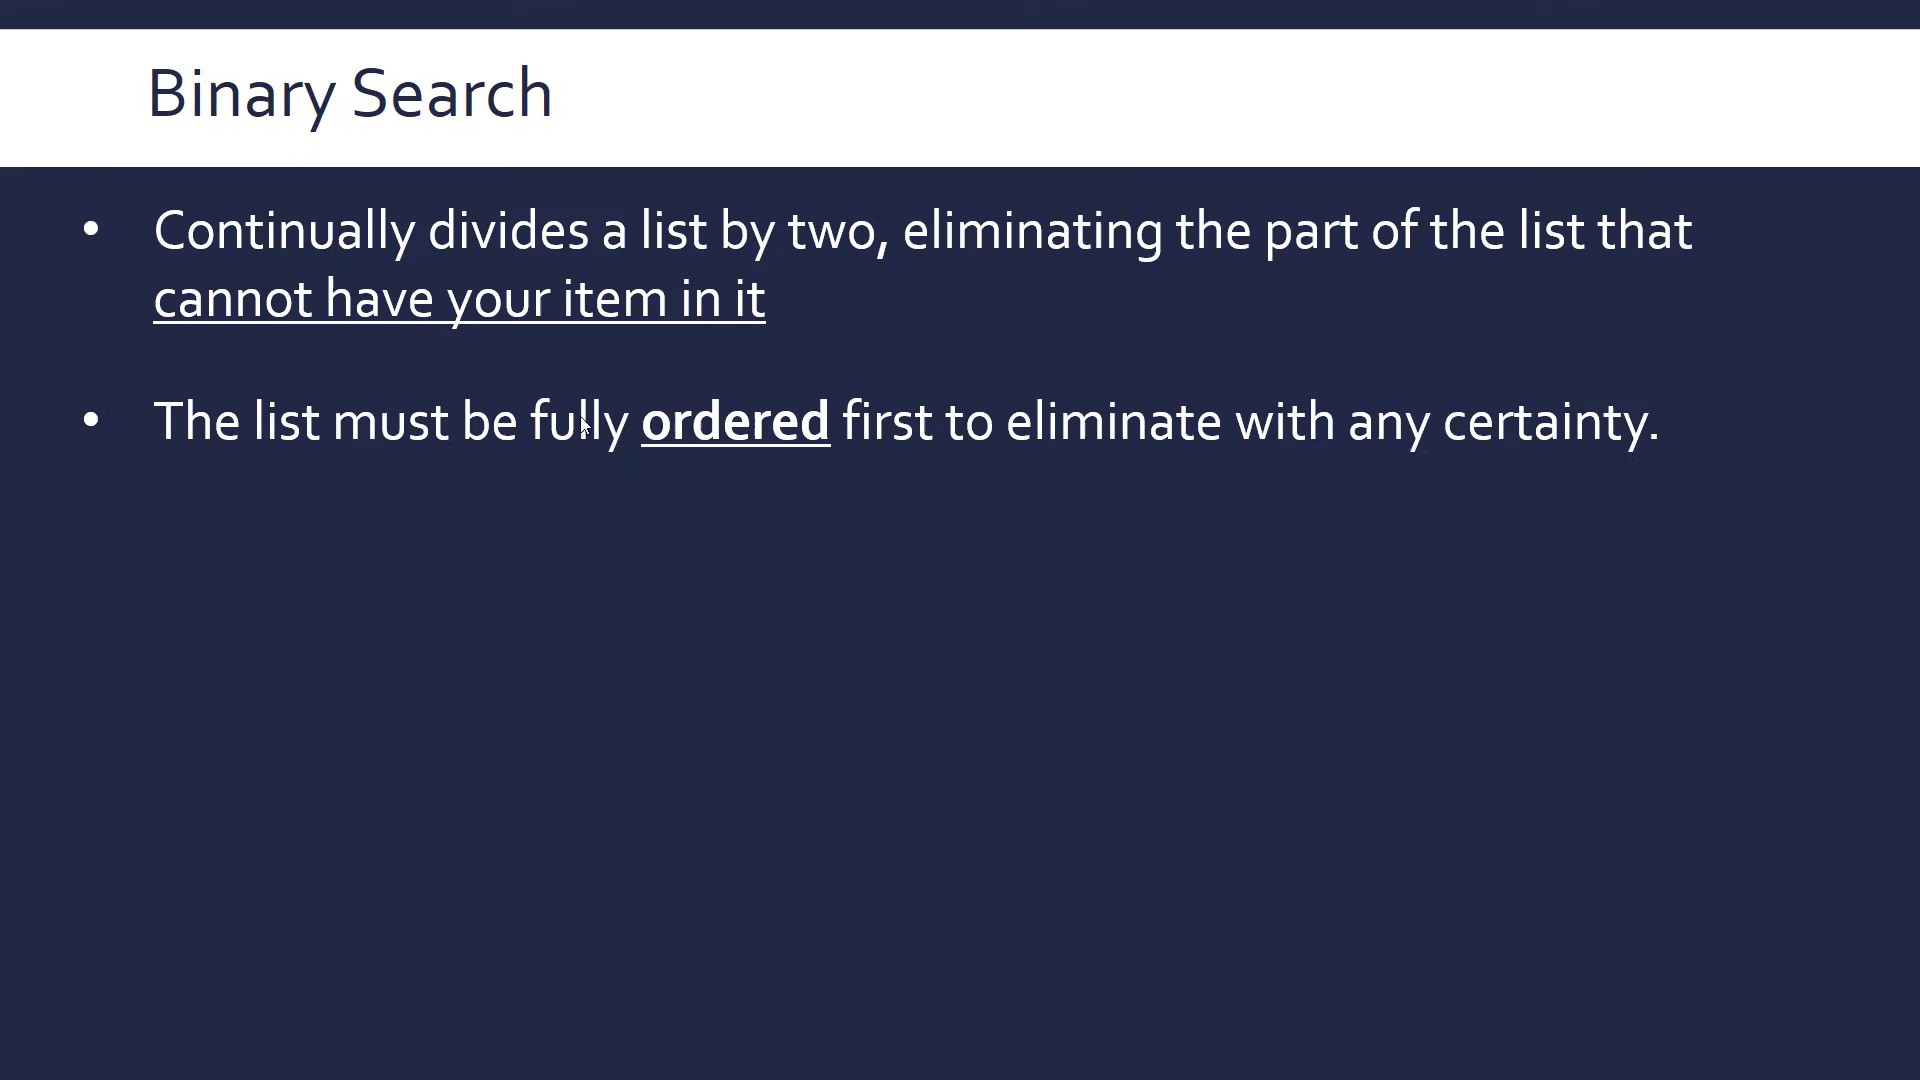 Binary Search
• Continually divides a list by two, eliminating the part of the list that
cannot have your item in it
• The list must be fully ordered first to eliminate with any certainty.